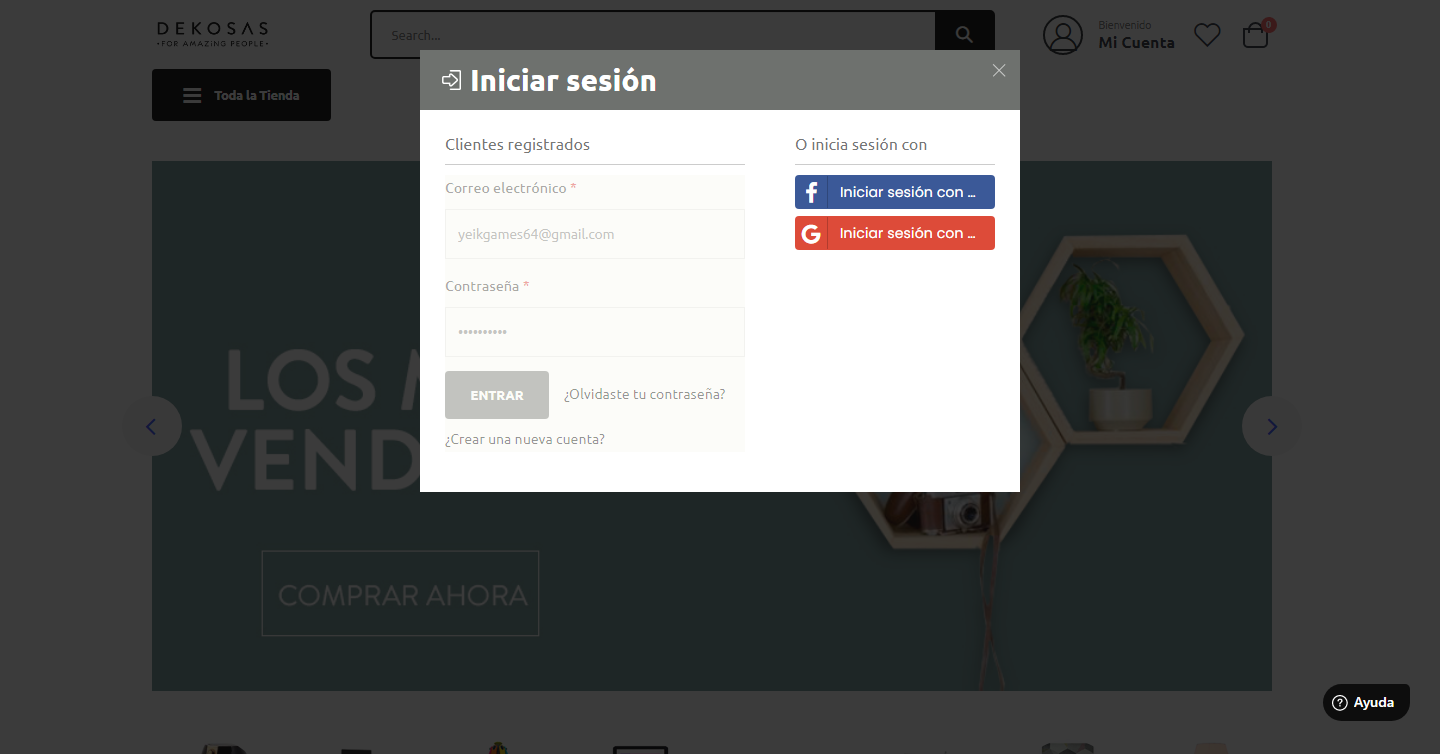 DEKOSAS
•FOR AMAZING PEOPLE•
Search...
Bienvenido
Mi Cuenta
0
Toda la Tienda
Iniciar sesión
Clientes registrados
Correo electrónico *
yeikgames64@gmail.com
Contraseña *
••••••••••
ENTRAR
¿Olvidaste tu contraseña?
¿Crear una nueva cuenta?
O inicia sesión con
Iniciar sesión con ...
G Iniciar sesión con ...
LOS M
VEND
COMPRAR AHORA
Ayuda